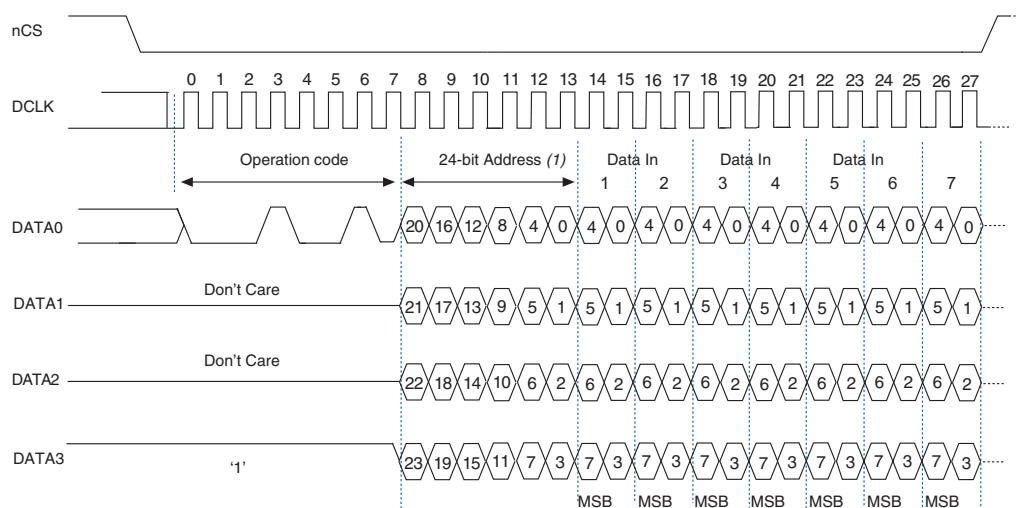 nCS
0 1 2 3 4 5 6 7 8 9 10 11 12 13 14 15 16 17 18 19 20 21 22 23 24 25 26 27
DCLK
Operation code 24-bit Address (1) Data In Data In Data In
1 2 3 4 5 6 7
DATA0 20 16 12 8 4 0 4 0 4 0 4 0 4 0 4 0 4 0 4 0
Don't Care
DATA1 21 17 13 9 5 1 5 1 5 1 5 1 5 1 5 1 5 1 5 1
Don't Care
DATA2 22 18 14 10 6 2 6 2 6 2 6 2 6 2 6 2 6 2 6 2
DATA3 '1' 23 19 15 11 7 3 7 3 7 3 7 3 7 3 7 3 7 3 7 3
MSB MSB MSB MSB MSB MSB MSB